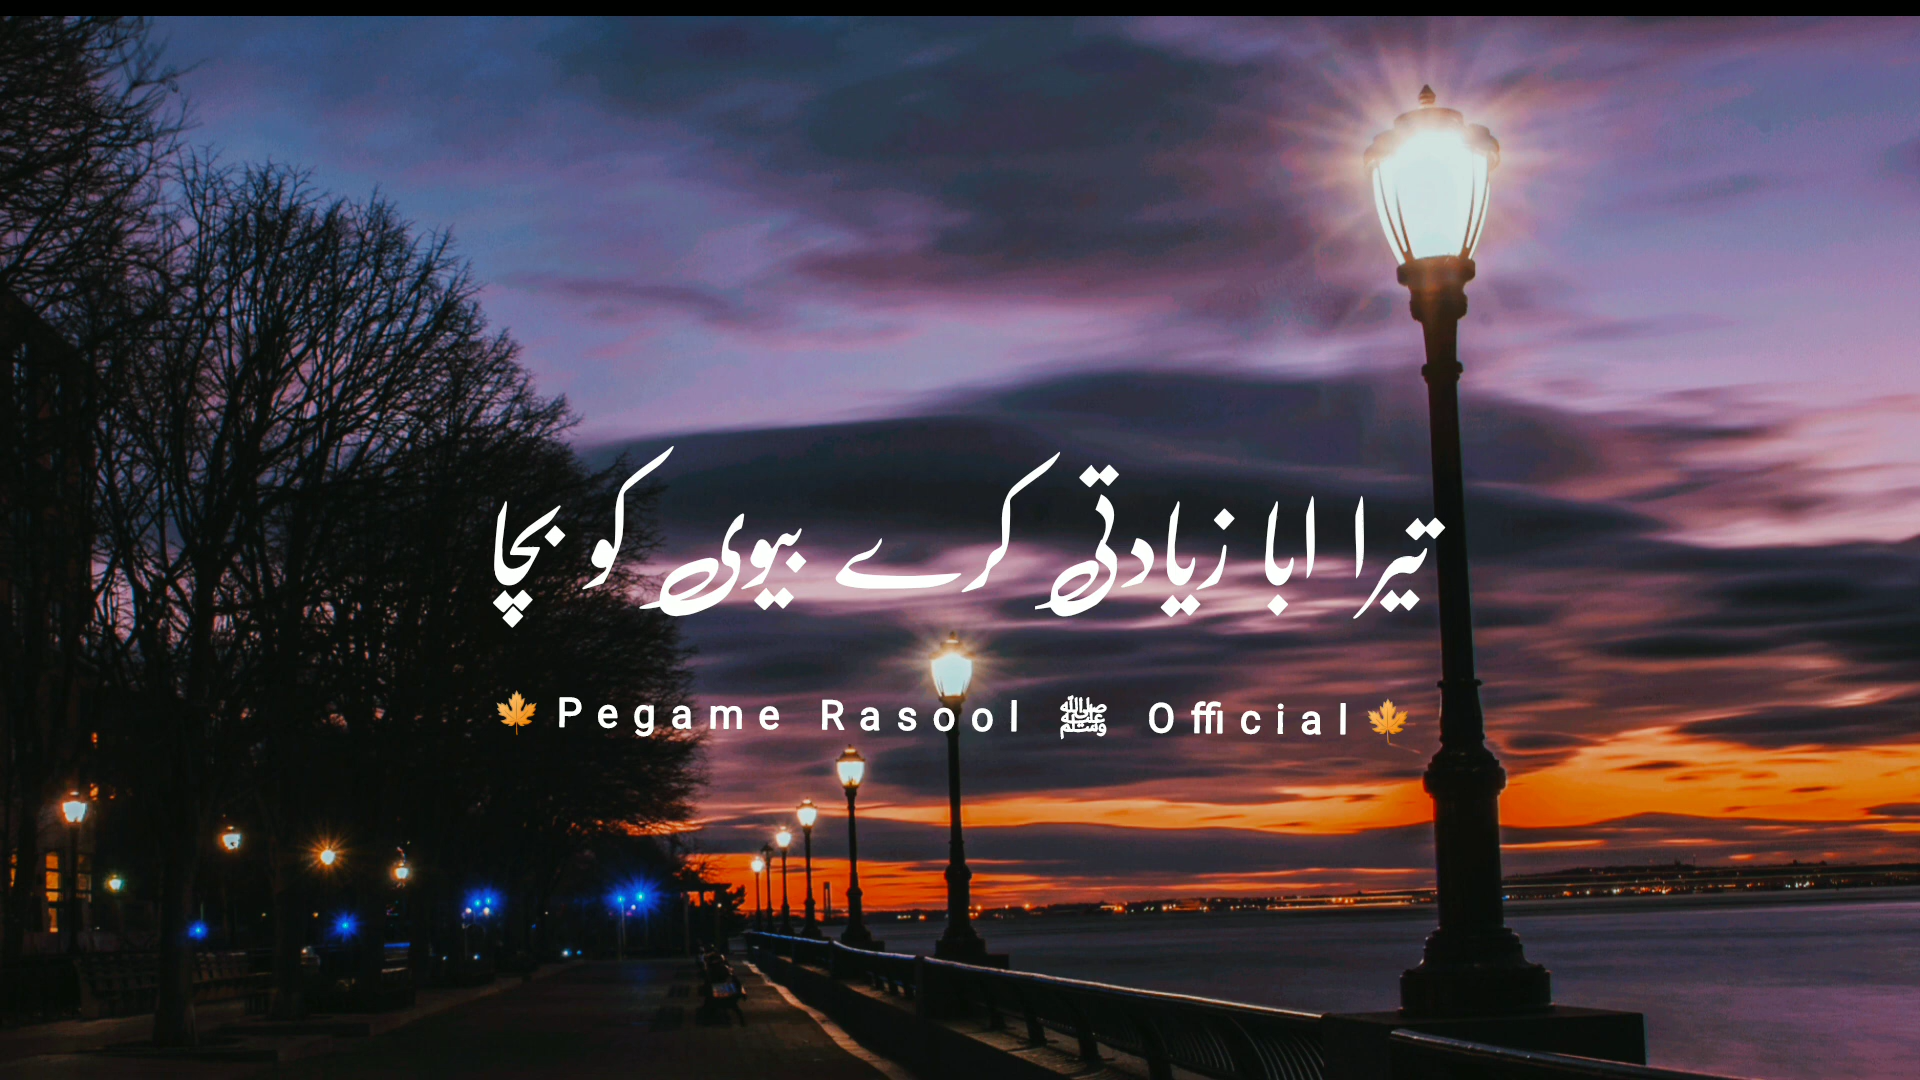 تیرا ابا زیادتی کرے بیوی کو بچا
🍁 Pegame Rasool ﷺ Official🍁